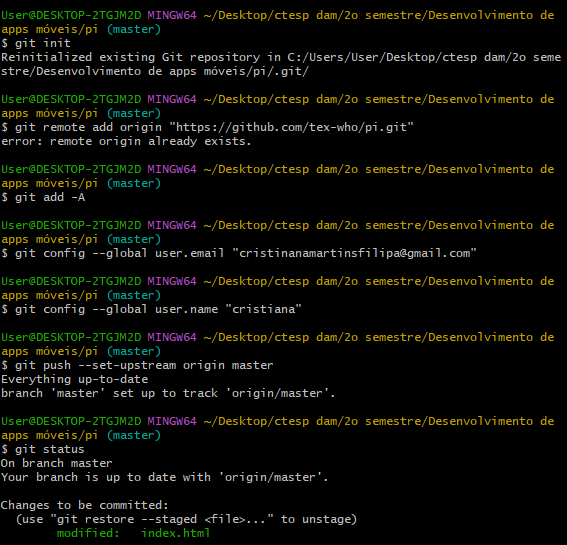 User@DESKTOP-2TGJM2D MINGW64 ~/Desktop/ctesp dam/2o semestre/Desenvolvimento de
apps móveis/pi (master)
$ git init
Reinitialized existing Git repository in C:/Users/User/Desktop/ctesp dam/2o seme
stre/Desenvolvimento de apps móveis/pi/.git/

User@DESKTOP-2TGJM2D MINGW64 ~/Desktop/ctesp dam/2o semestre/Desenvolvimento de
apps móveis/pi (master)
$ git remote add origin "https://github.com/tex-who/pi.git"
error: remote origin already exists.

User@DESKTOP-2TGJM2D MINGW64 ~/Desktop/ctesp dam/2o semestre/Desenvolvimento de
apps móveis/pi (master)
$ git add -A

User@DESKTOP-2TGJM2D MINGW64 ~/Desktop/ctesp dam/2o semestre/Desenvolvimento de
apps móveis/pi (master)
$ git config --global user.email "cristinanamartinsfilipa@gmail.com"

User@DESKTOP-2TGJM2D MINGW64 ~/Desktop/ctesp dam/2o semestre/Desenvolvimento de
apps móveis/pi (master)
$ git config --global user.name "cristiana"

User@DESKTOP-2TGJM2D MINGW64 ~/Desktop/ctesp dam/2o semestre/Desenvolvimento de
apps móveis/pi (master)
$ git push --set-upstream origin master
Everything up-to-date
branch 'master' set up to track 'origin/master'.

User@DESKTOP-2TGJM2D MINGW64 ~/Desktop/ctesp dam/2o semestre/Desenvolvimento de
apps móveis/pi (master)
$ git status
On branch master
Your branch is up to date with 'origin/master'.

Changes to be committed:
  (use "git restore --staged <file>..." to unstage)
        modified:   index.html